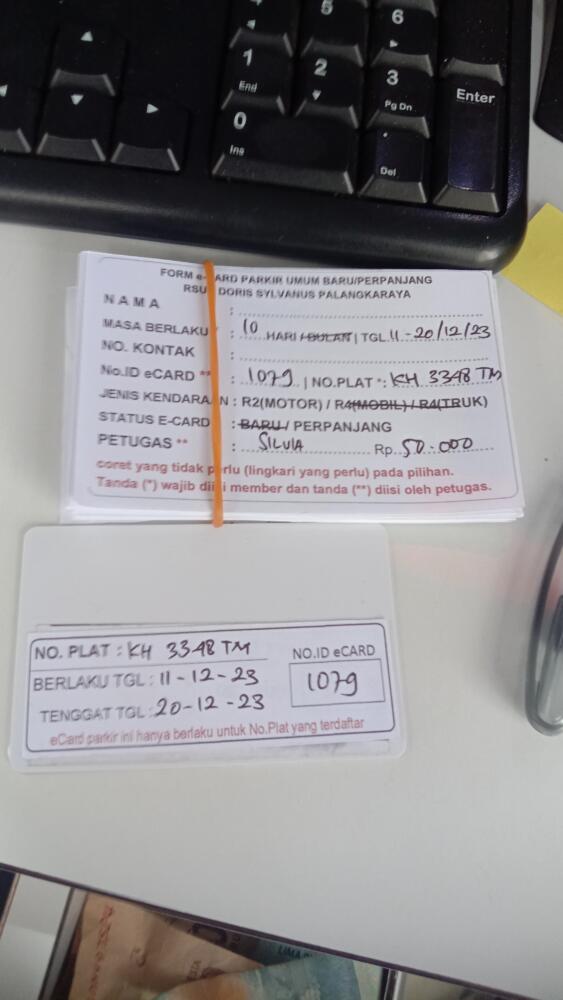 5
6
1
End
2
3
Pg Dn
Enter
0
Ins
.
Del
FORM e-CARD PARKIR UMUM BARU/PERPANJANG
RSUD DORIS SYLVANUS PALANGKARAYA
NAMA :
MASA BERLAKU : 10 HARI / BULAN | TGL. 11 - 20/12/23
NO. KONTAK :
No.ID eCARD ** : 1079 | NO.PLAT * : KH 3348 TM
JENIS KENDARAAN : R2(MOTOR) / R4(MOBIL) / R4(TRUK)
STATUS E-CARD : BARU / PERPANJANG
PETUGAS ** : SILVIA Rp. 50.000
coret yang tidak perlu (lingkari yang perlu) pada pilihan.
Tanda (*) wajib diisi member dan tanda (**) diisi oleh petugas.
NO. PLAT : KH 3348 TM
NO.ID eCARD
BERLAKU TGL : 11-12-23
1079
TENGGAT TGL : 20-12-23
eCard parkir ini hanya berlaku untuk No.Plat yang terdaftar